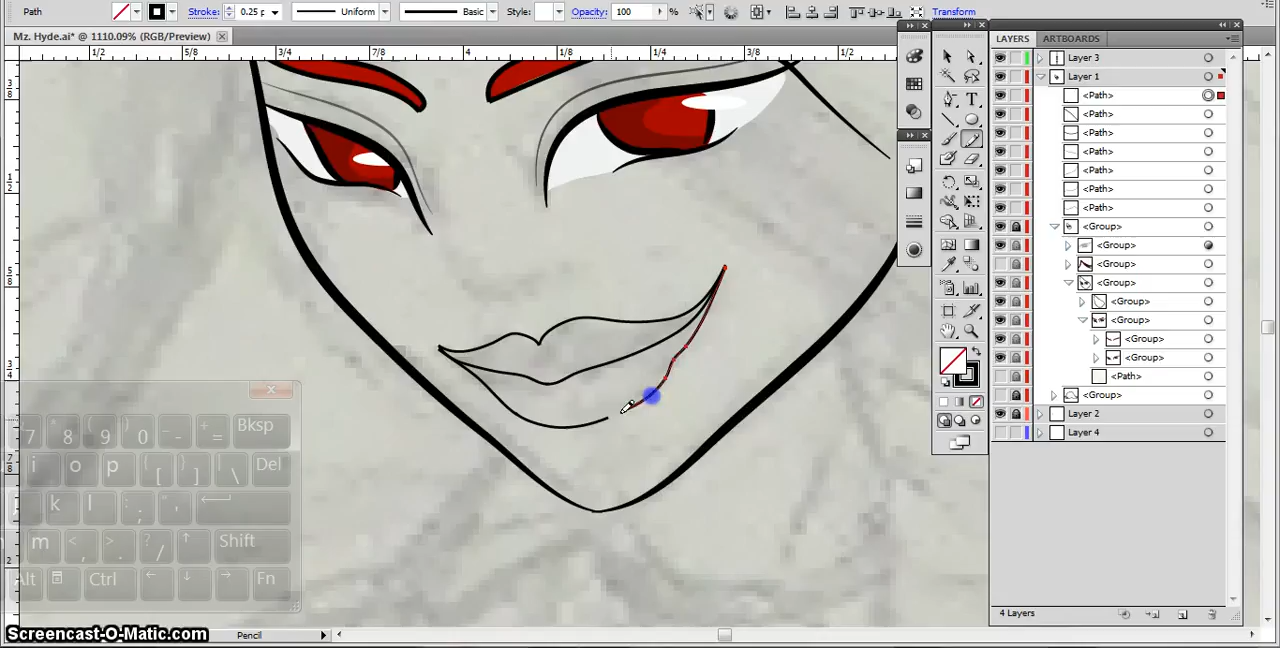 Path Stroke: 0.25 p Uniform Basic Style: Opacity: 100 % Transform
Mz. Hyde.ai* @ 1110.09% (RGB/Preview)
1/2 5/8 3/4 7/8 4 1/8 1/4 3/8 1/2
LAYERS ARTBOARDS
Layer 3
Layer 1
<Path>
<Path>
<Path>
<Path>
<Path>
<Path>
<Path>
<Group>
<Group>
<Group>
<Group>
<Group>
<Group>
<Group>
<Group>
<Path>
<Group>
Layer 2
Layer 4
4 Layers
7 * 8 ( 9 ) 0 - - + = Bksp
i o p { [ } ] | \ Del
k l : ; " '
m < , > . ? / ↑ Shift
Alt Ctrl ← ↓ → Fn
Screencast-O-Matic.com
Pencil